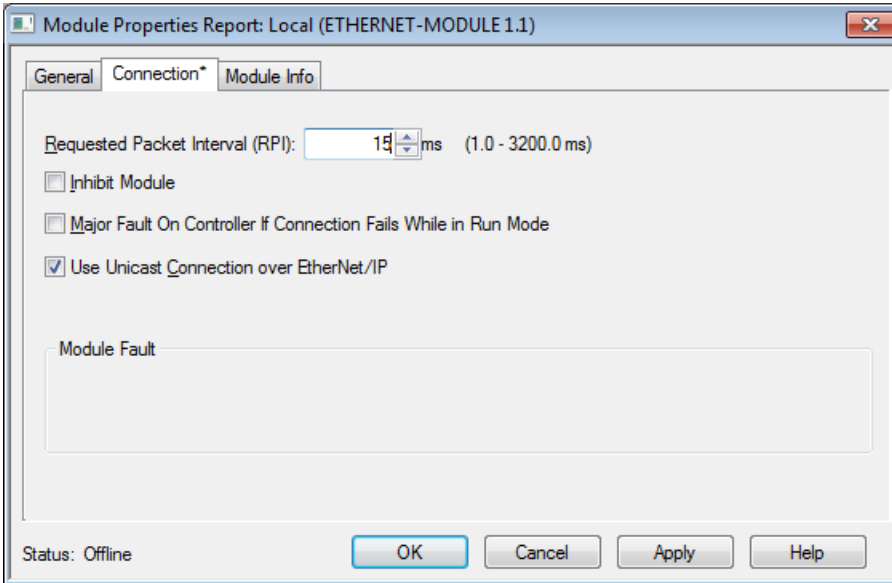 Module Properties Report: Local (ETHERNET-MODULE 1.1)
General Connection* Module Info
Requested Packet Interval (RPI): 15 ms (1.0 - 3200.0 ms)
Inhibit Module
Major Fault On Controller If Connection Fails While in Run Mode
Use Unicast Connection over EtherNet/IP
Module Fault
Status: Offline OK Cancel Apply Help